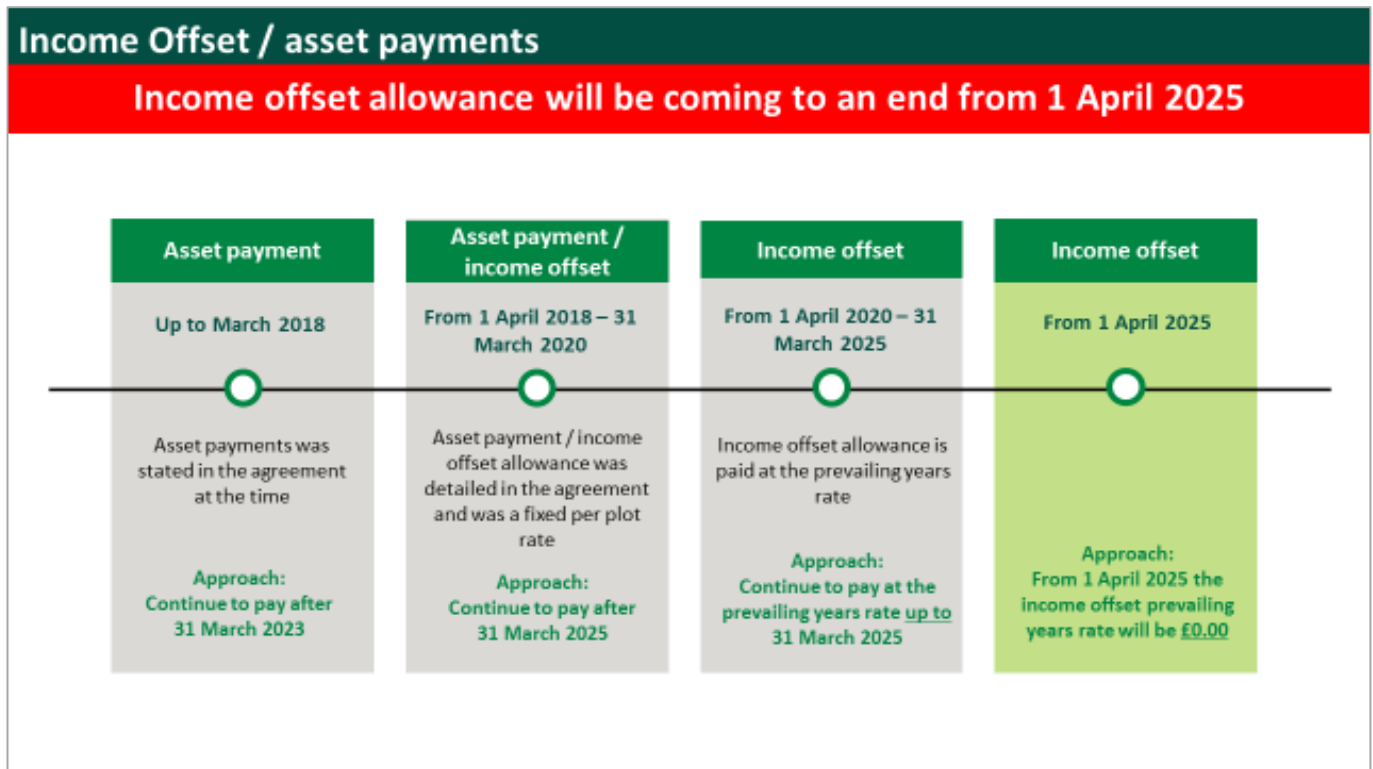 Income Offset / asset payments
Income offset allowance will be coming to an end from 1 April 2025
Asset payment
Up to March 2018
Asset payments was
stated in the agreement
at the time
Approach:
Continue to pay after
31 March 2023
Asset payment /
income offset
From 1 April 2018 – 31
March 2020
Asset payment / income
offset allowance was
detailed in the agreement
and was a fixed per plot
rate
Approach:
Continue to pay after
31 March 2025
Income offset
From 1 April 2020 – 31
March 2025
Income offset allowance is
paid at the prevailing years
rate
Approach:
Continue to pay at the
prevailing years rate up to
31 March 2025
Income offset
From 1 April 2025
Approach:
From 1 April 2025 the
income offset prevailing
years rate will be £0.00